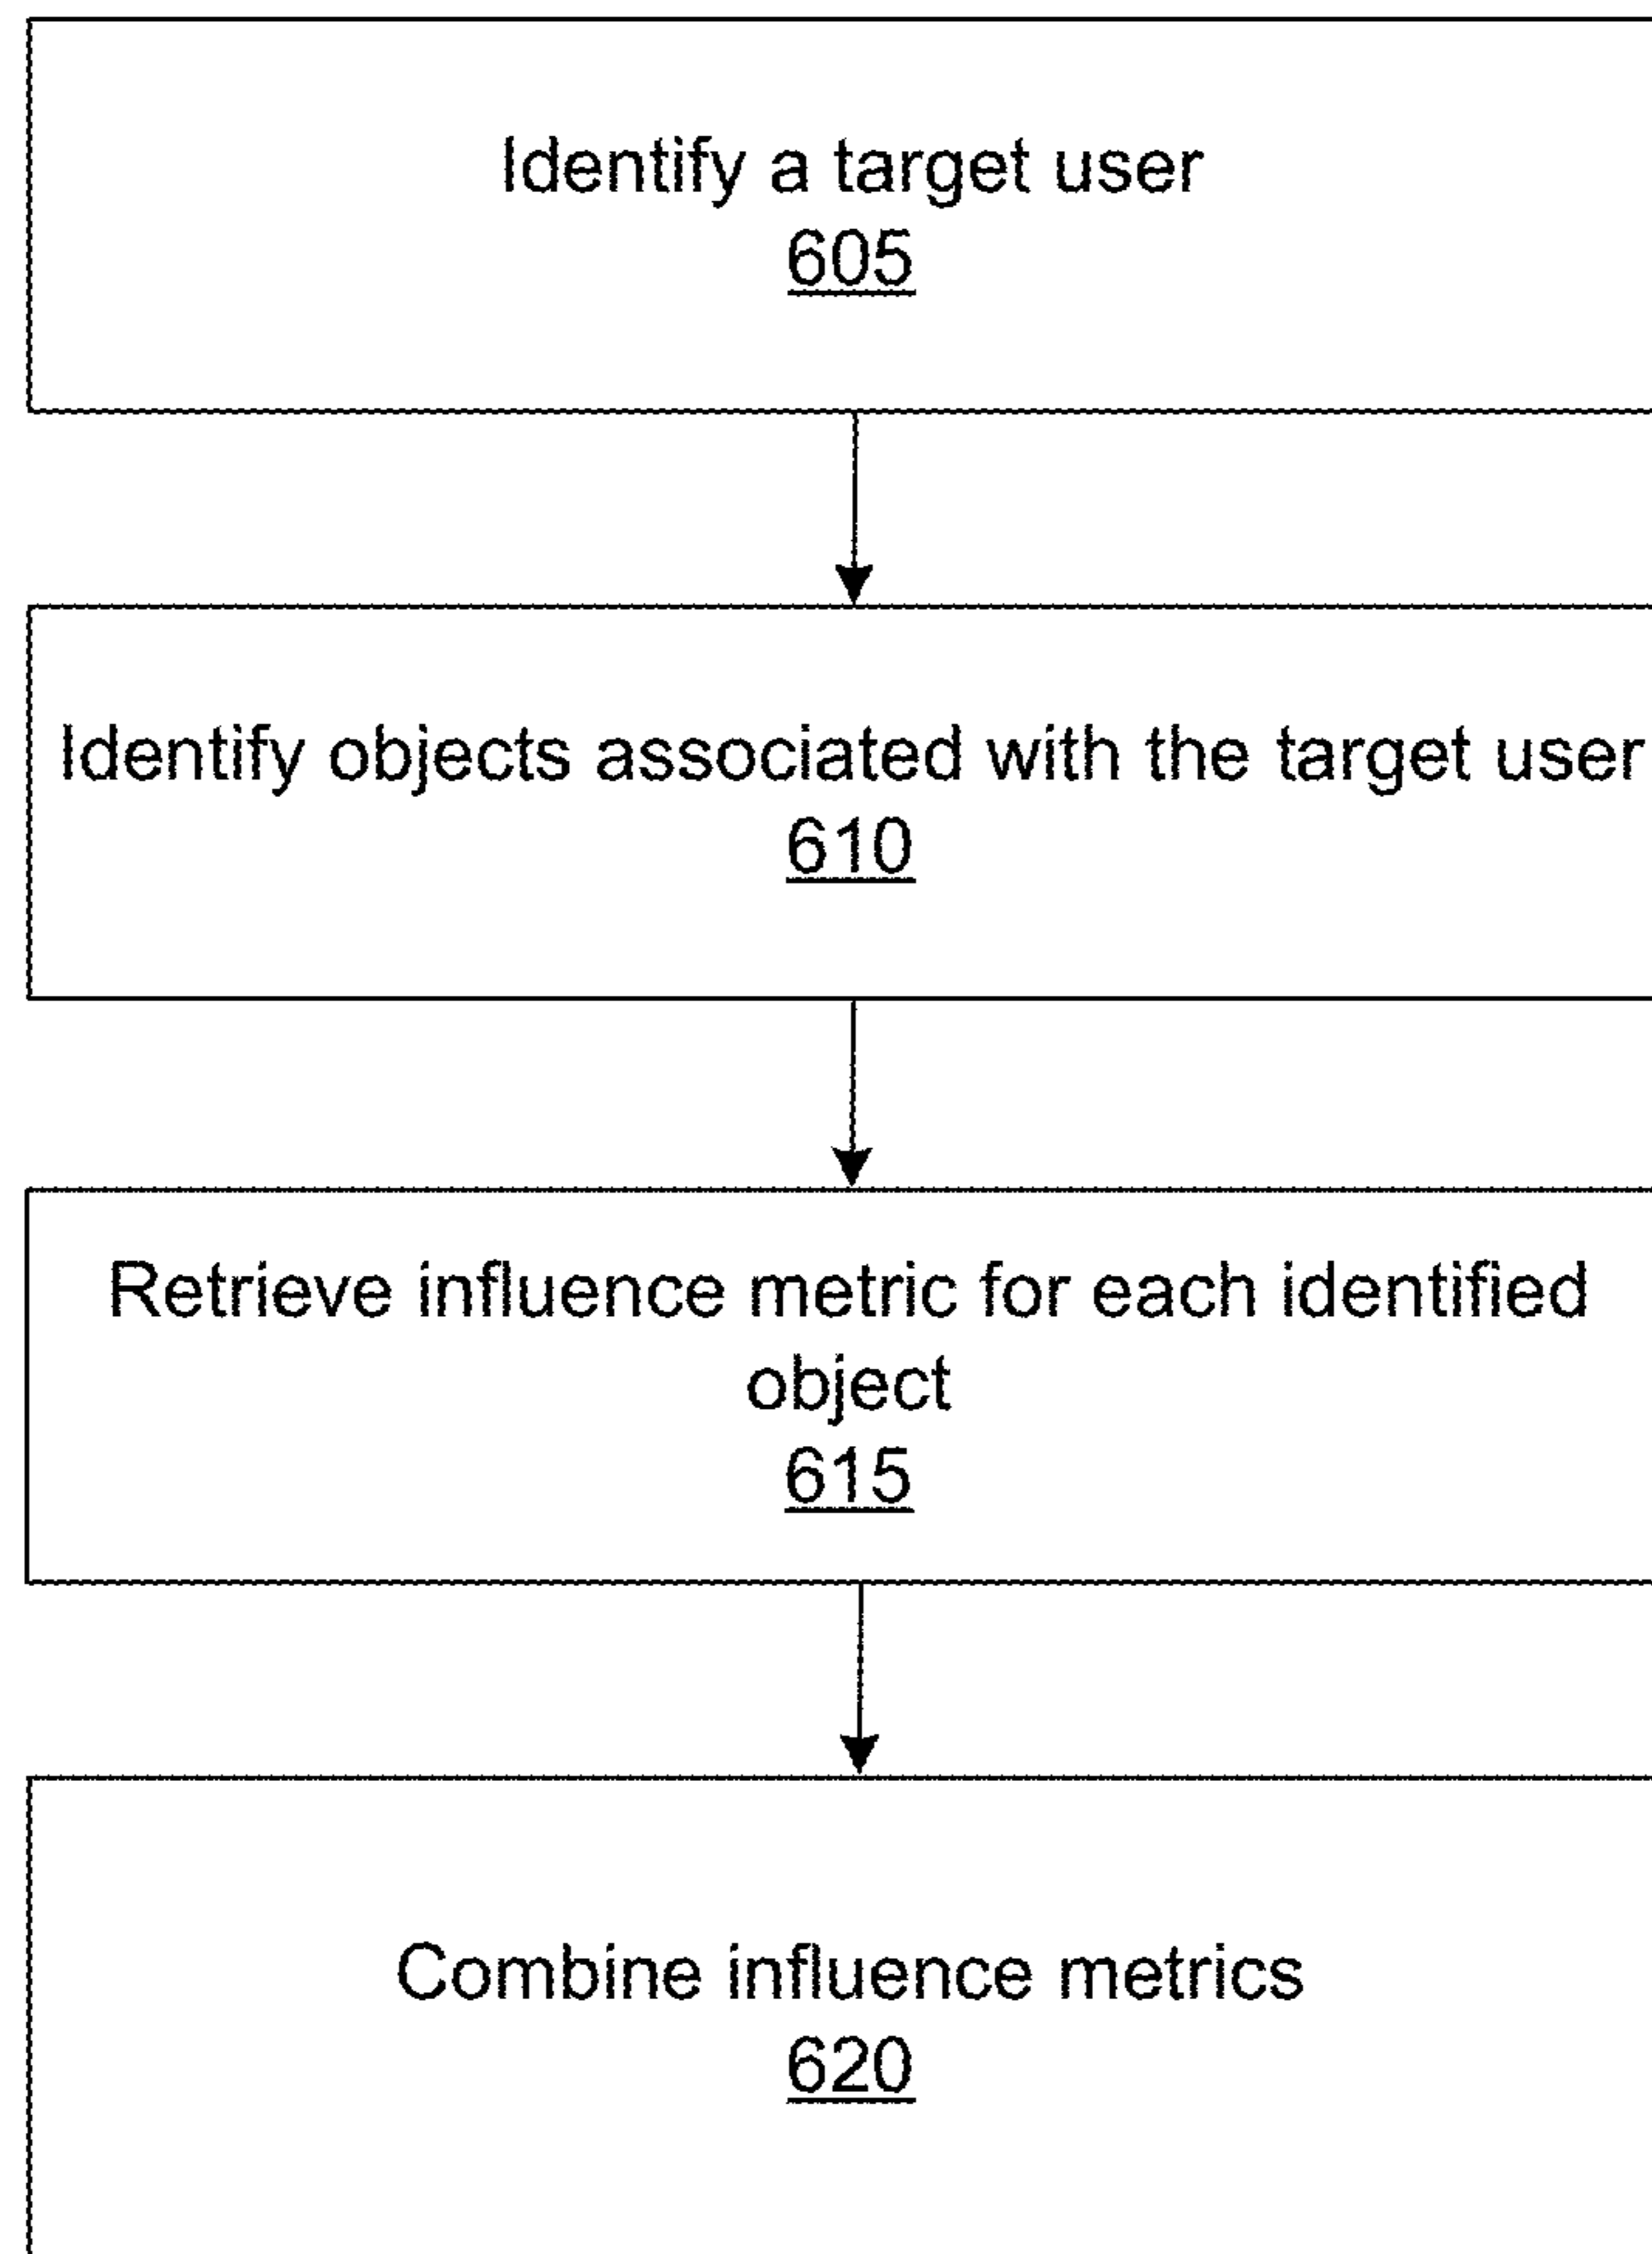 Identify a target user
605
Identify objects associated with the target user
610
Retrieve influence metric for each identified
object
615
Combine influence metrics
620